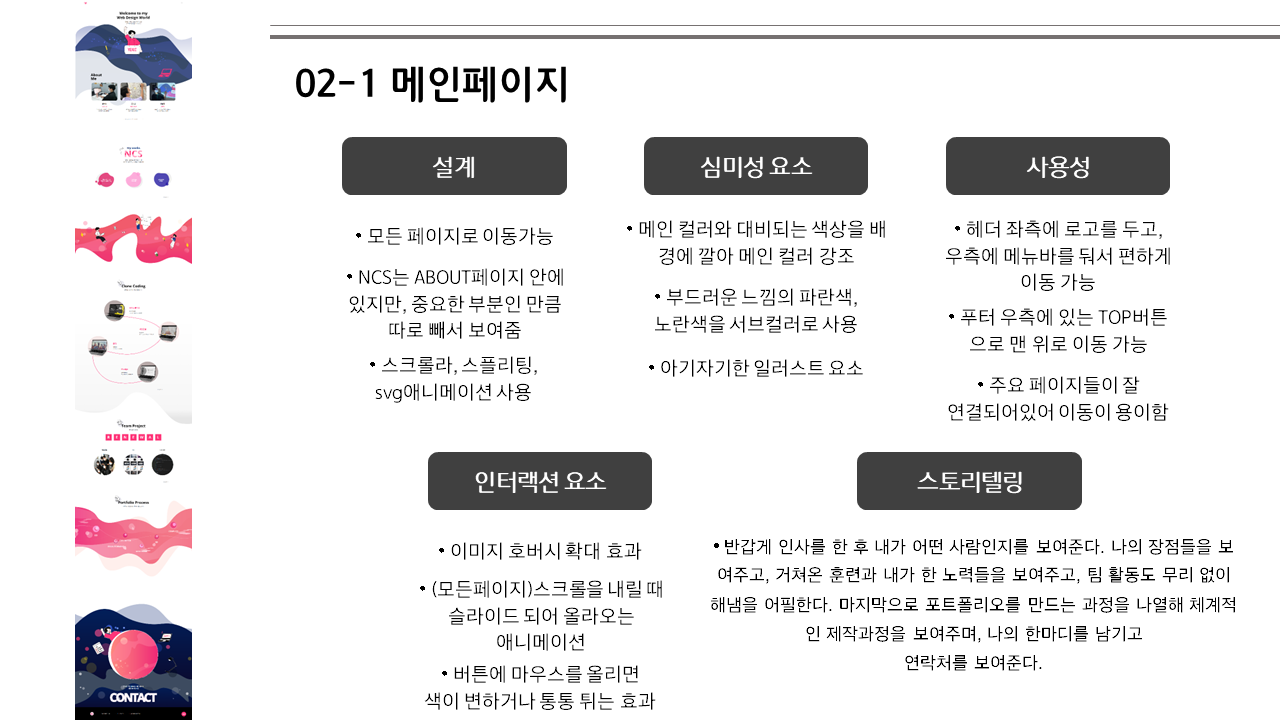 Welcome to my
Web Design World
About
Me
My works
NCS
Clone Coding
Team Project
Portfolio Process
CONTACT
02-1 메인페이지
설계
• 모든 페이지로 이동가능
• NCS는 ABOUT페이지 안에
있지만, 중요한 부분인 만큼
따로 빼서 보여줌
• 스크롤라, 스플리팅,
svg애니메이션 사용
심미성 요소
• 메인 컬러와 대비되는 색상을 배
경에 깔아 메인 컬러 강조
• 부드러운 느낌의 파란색,
노란색을 서브컬러로 사용
• 아기자기한 일러스트 요소
사용성
• 헤더 좌측에 로고를 두고,
우측에 메뉴바를 둬서 편하게
이동 가능
• 푸터 우측에 있는 TOP버튼
으로 맨 위로 이동 가능
• 주요 페이지들이 잘
연결되어있어 이동이 용이함
인터랙션 요소
• 이미지 호버시 확대 효과
• (모든페이지)스크롤을 내릴 때
슬라이드 되어 올라오는
애니메이션
• 버튼에 마우스를 올리면
색이 변하거나 통통 튀는 효과
스토리텔링
• 반갑게 인사를 한 후 내가 어떤 사람인지를 보여준다. 나의 장점들을 보
여주고, 거쳐온 훈련과 내가 한 노력들을 보여주고, 팀 활동도 무리 없이
해냄을 어필한다. 마지막으로 포트폴리오를 만드는 과정을 나열해 체계적
인 제작과정을 보여주며, 나의 한마디를 남기고
연락처를 보여준다.